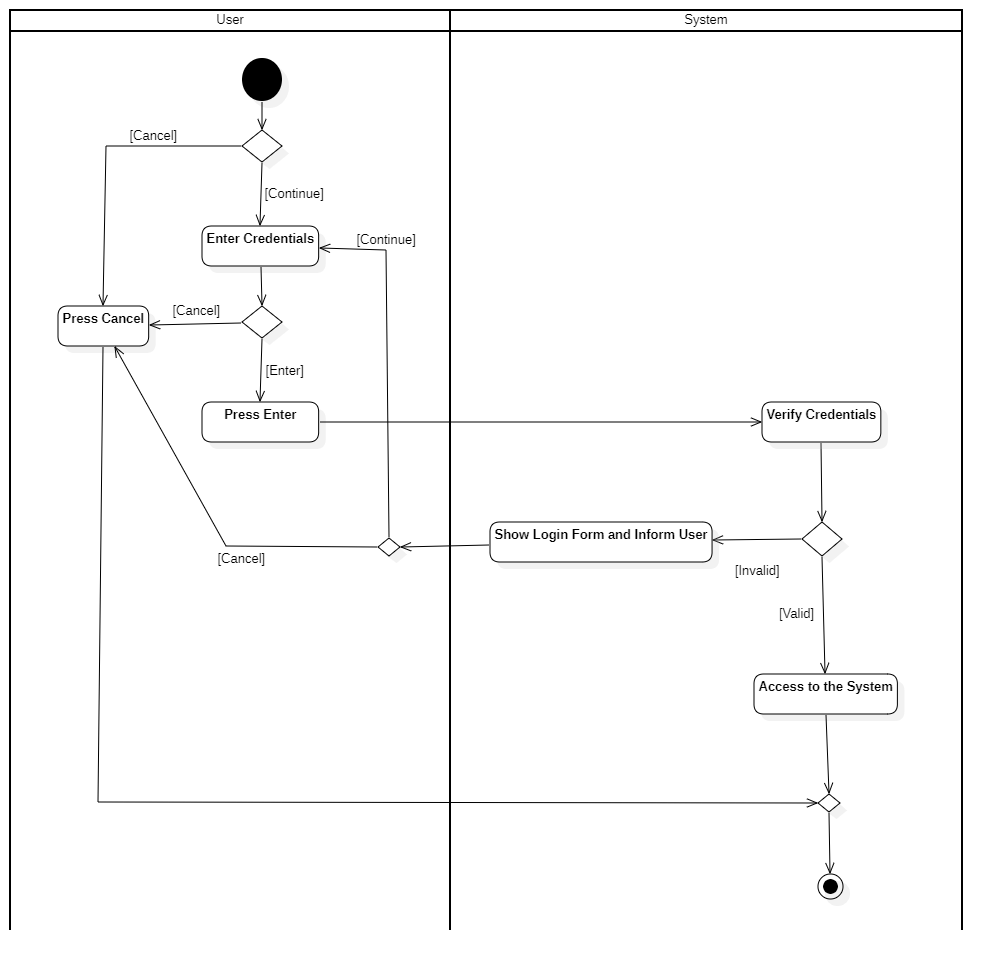 User
System
[Cancel]
[Continue]
Enter Credentials
[Continue]
Press Cancel
[Cancel]
[Enter]
Press Enter
Verify Credentials
Show Login Form and Inform User
[Cancel]
[Invalid]
[Valid]
Access to the System